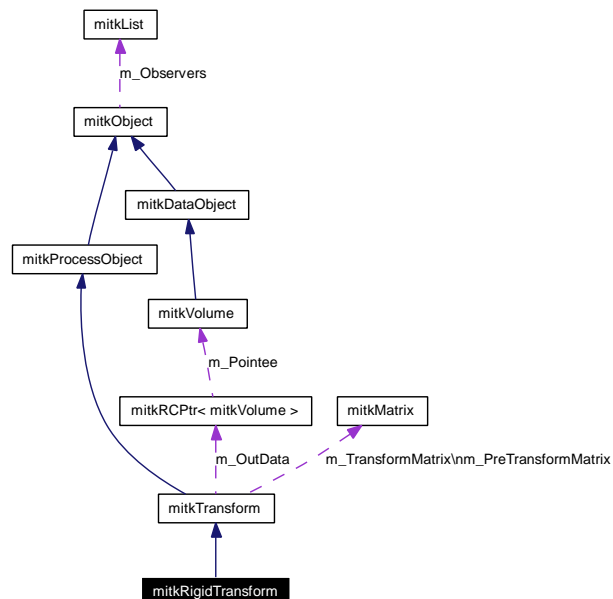 mitkList
m_Observers
mitkObject
mitkDataObject
mitkProcessObject
mitkVolume
m_Pointee
mitkRCPtr< mitkVolume >
mitkMatrix
m_OutData
m_TransformMatrix\nm_PreTransformMatrix
mitkTransform
mitkRigidTransform